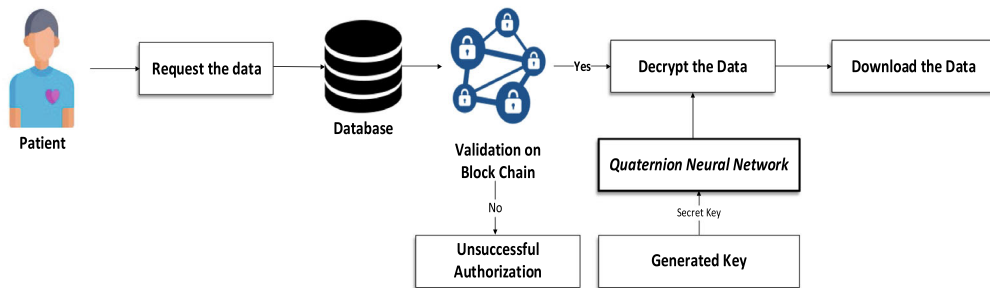 Patient
Request the data
Database
Validation on
Block Chain
Yes
Decrypt the Data
Download the Data
Quaternion Neural Network
Secret Key
Generated Key
No
Unsuccessful
Authorization